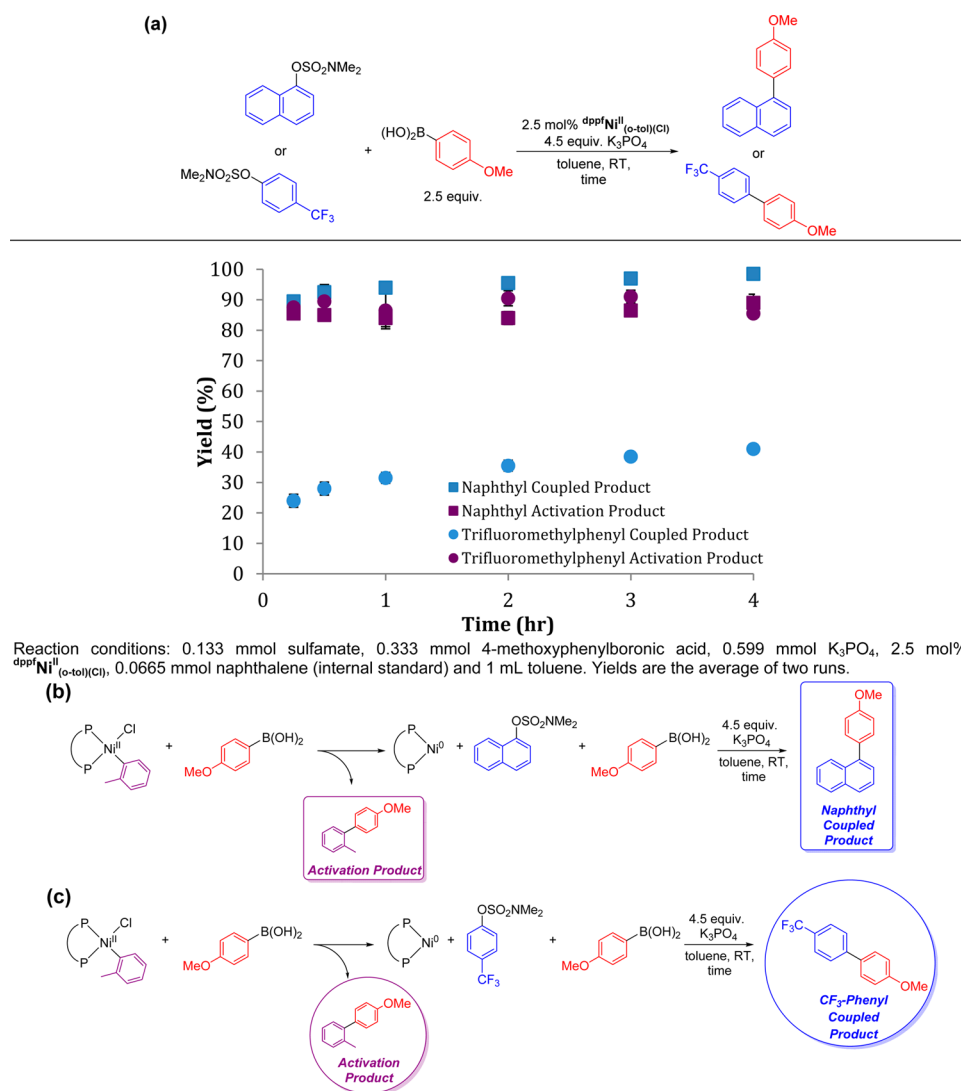 (a)
OMe
OSO₂NMe₂
or
Me₂NSO₂O
CF₃
+
(HO)₂B
OMe
2.5 equiv.
2.5 mol% ᵈᵖᵖᶠNiᴵᴵ(o-tol)(Cl)
4.5 equiv. K₃PO₄
toluene, RT,
time
or
F₃C
OMe
100
90
80
70
60
50
40
30
20
10
0
Yield (%)
Naphthyl Coupled Product
Naphthyl Activation Product
Trifluoromethylphenyl Coupled Product
Trifluoromethylphenyl Activation Product
0 1 2 3 4
Time (hr)
Reaction conditions: 0.133 mmol sulfamate, 0.333 mmol 4-methoxyphenylboronic acid, 0.599 mmol K₃PO₄, 2.5 mol%
ᵈᵖᵖᶠNiᴵᴵ(o-tol)(Cl), 0.0665 mmol naphthalene (internal standard) and 1 mL toluene. Yields are the average of two runs.
(b)
P
Cl
Niᴵᴵ
P
+
B(OH)₂
MeO
P
Ni⁰
P
+
OSO₂NMe₂
+
B(OH)₂
MeO
4.5 equiv.
K₃PO₄
toluene, RT,
time
OMe
Naphthyl
Coupled
Product
OMe
Activation Product
(c)
P
Cl
Niᴵᴵ
P
+
B(OH)₂
MeO
P
Ni⁰
P
+
OSO₂NMe₂
CF₃
+
B(OH)₂
MeO
4.5 equiv.
K₃PO₄
toluene, RT,
time
F₃C
OMe
CF₃-Phenyl
Coupled
Product
OMe
Activation
Product